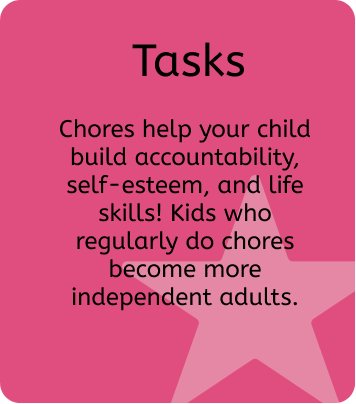 Tasks
Chores help your child
build accountability,
self-esteem, and life
skills! Kids who
regularly do chores
become more
independent adults.